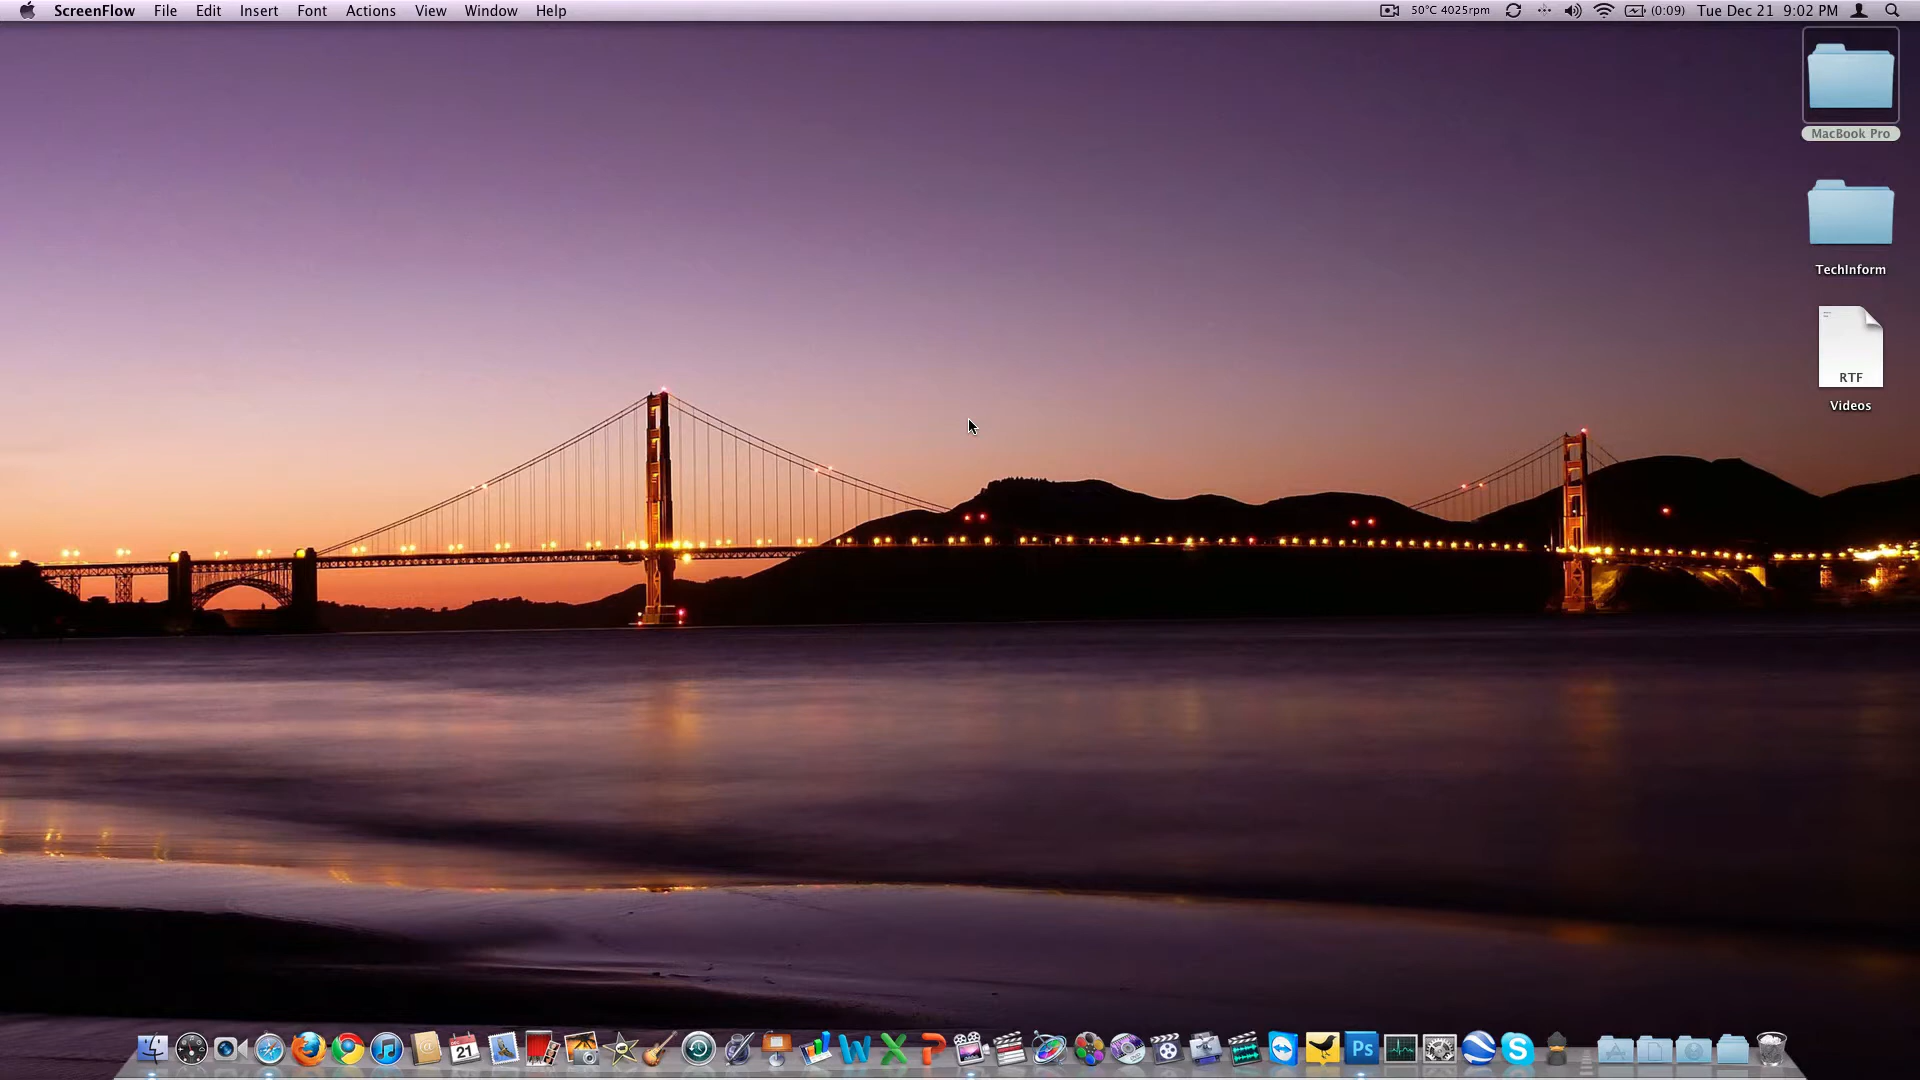 ScreenFlow File Edit Insert Font Actions View Window Help 50°C 4025rpm (0:09) Tue Dec 21 9:02 PM
MacBook Pro
TechInform
RTF
Videos
21 W X P Ps